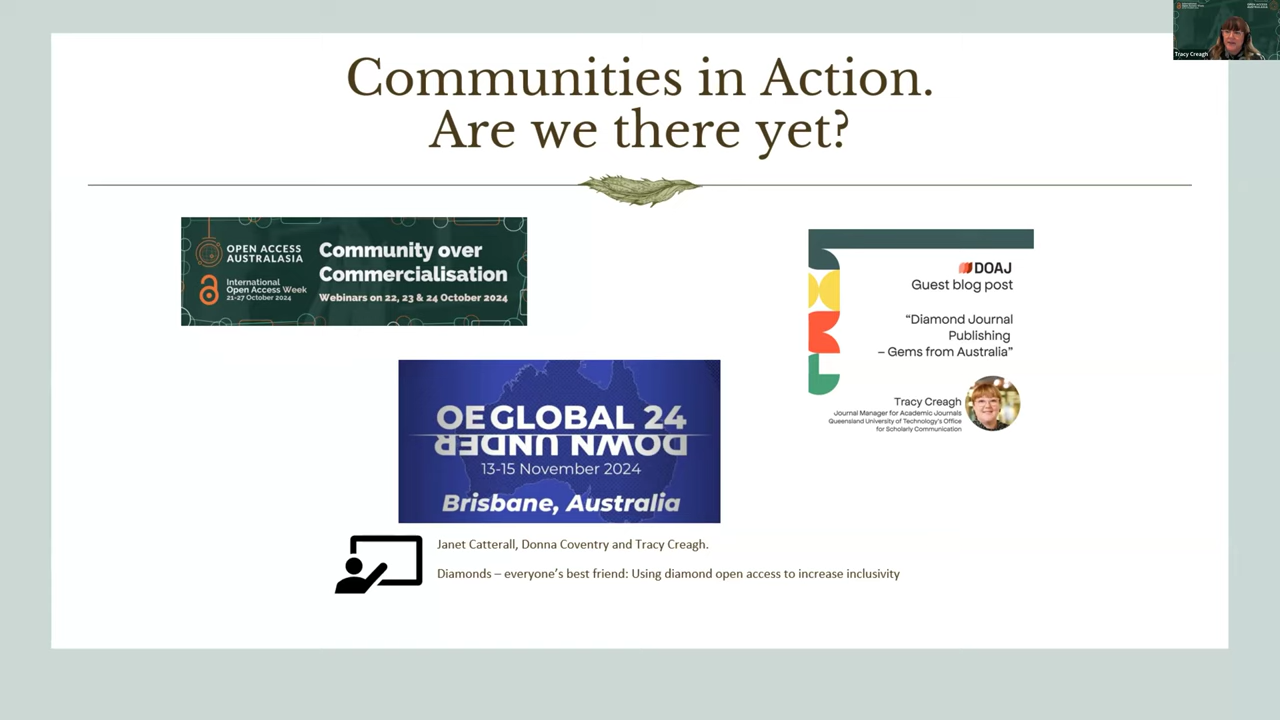 Communities in Action.
Are we there yet?
Tracy Creagh
OPEN ACCESS
AUSTRALASIA
International
Open Access Week
21-27 October 2024
Community over
Commercialisation
Webinars on 22, 23 & 24 October 2024
DOAJ
Guest blog post
“Diamond Journal
Publishing
– Gems from Australia”
Tracy Creagh
Journal Manager for Academic Journals
Queensland University of Technology's Office
for Scholarly Communication
OEGLOBAL 24
DOWN UNDER
13-15 November 2024
Brisbane, Australia
Janet Catterall, Donna Coventry and Tracy Creagh.
Diamonds – everyone’s best friend: Using diamond open access to increase inclusivity